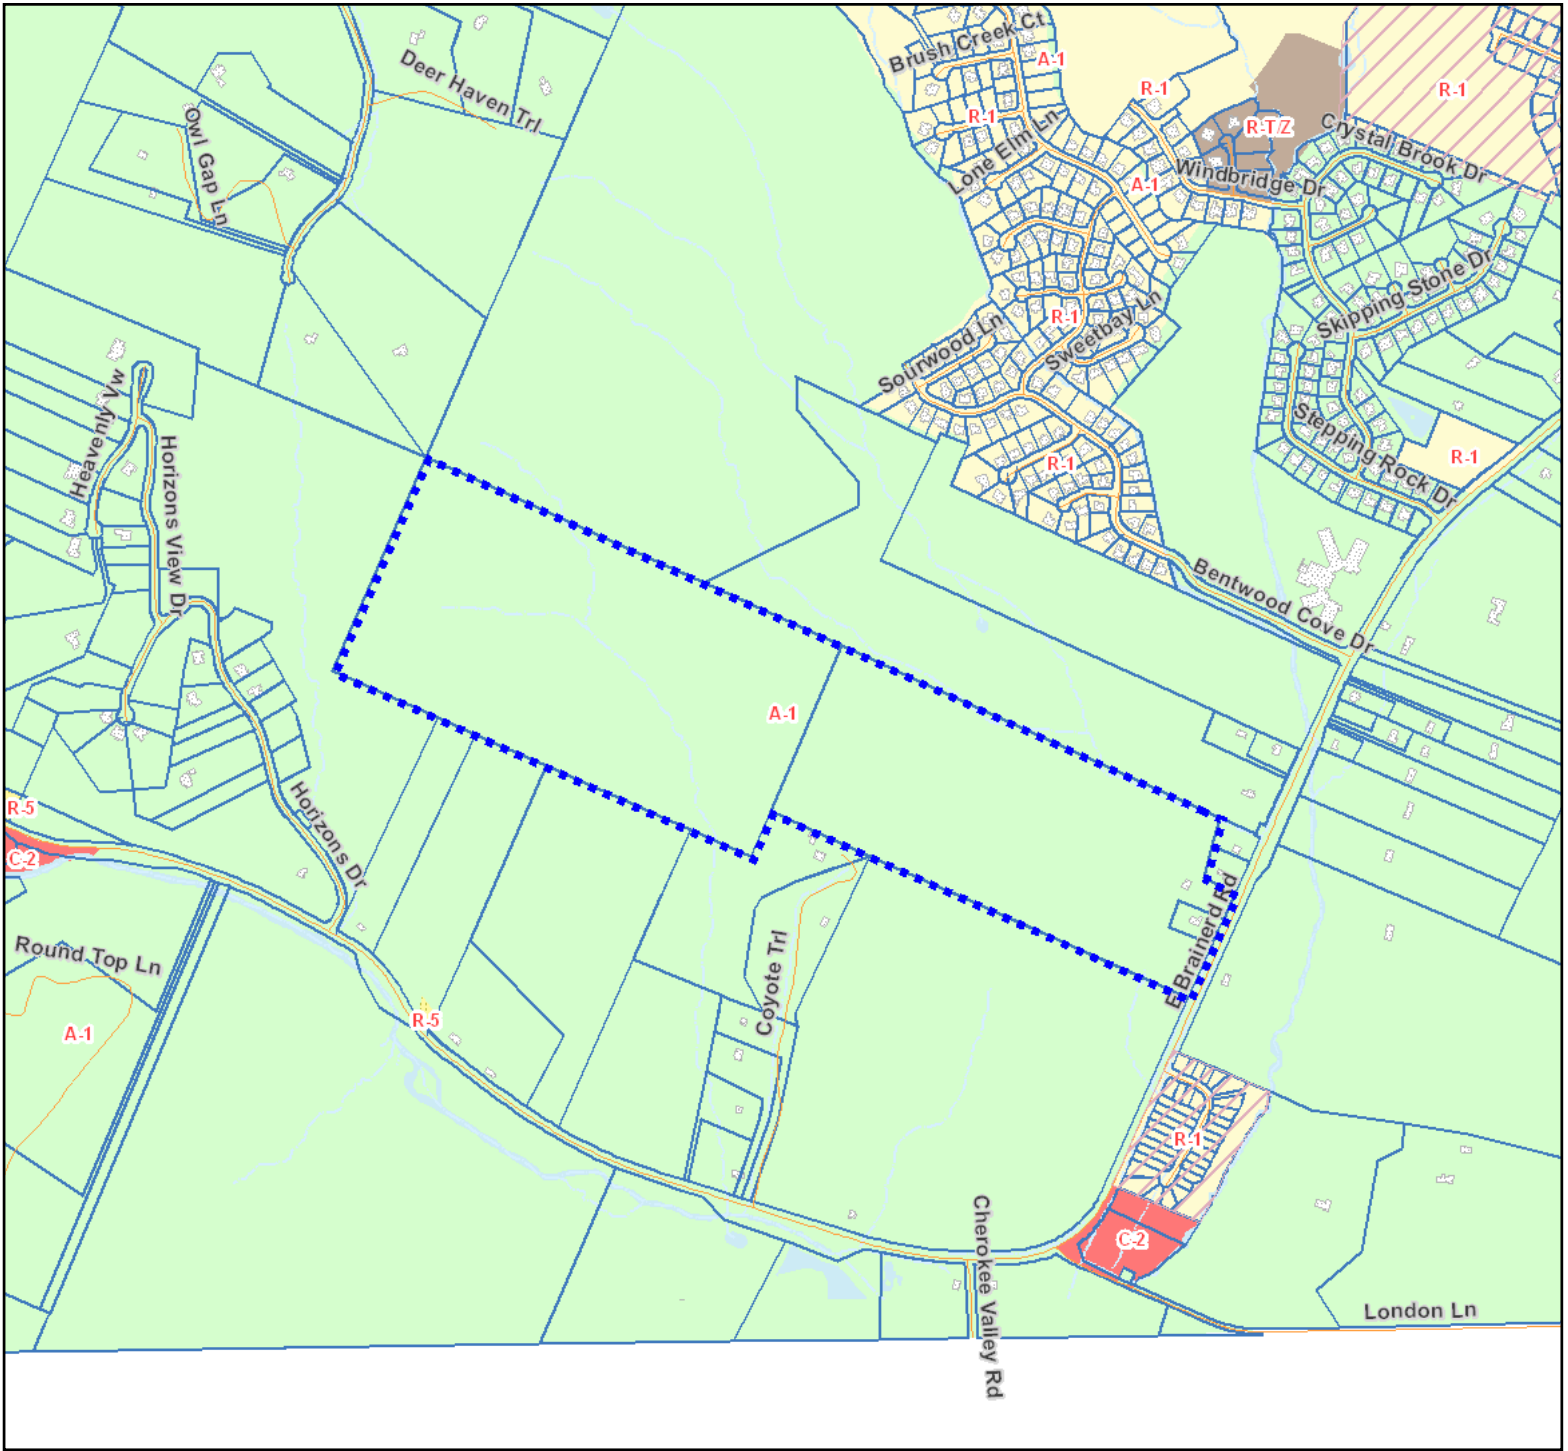 Brush Creek Ct
A-1
Deer Haven Trl
R-1
R-1
R-1
R-T/Z
Crystal Brook Dr
Owl Gap Ln
Lone Elm Ln
A-1
Windbridge Dr
Skipping Stone Dr
R-1
Sweetbay Ln
Sourwood Ln
Heavenly Vw
Horizons View Dr
Stepping Rock Dr
R-1
R-1
Bentwood Cove Dr
A-1
R-5
C-2
Horizons Dr
E Brainerd Rd
Round Top Ln
Coyote Trl
A-1
R-5
R-1
Cherokee Valley Rd
C-2
London Ln